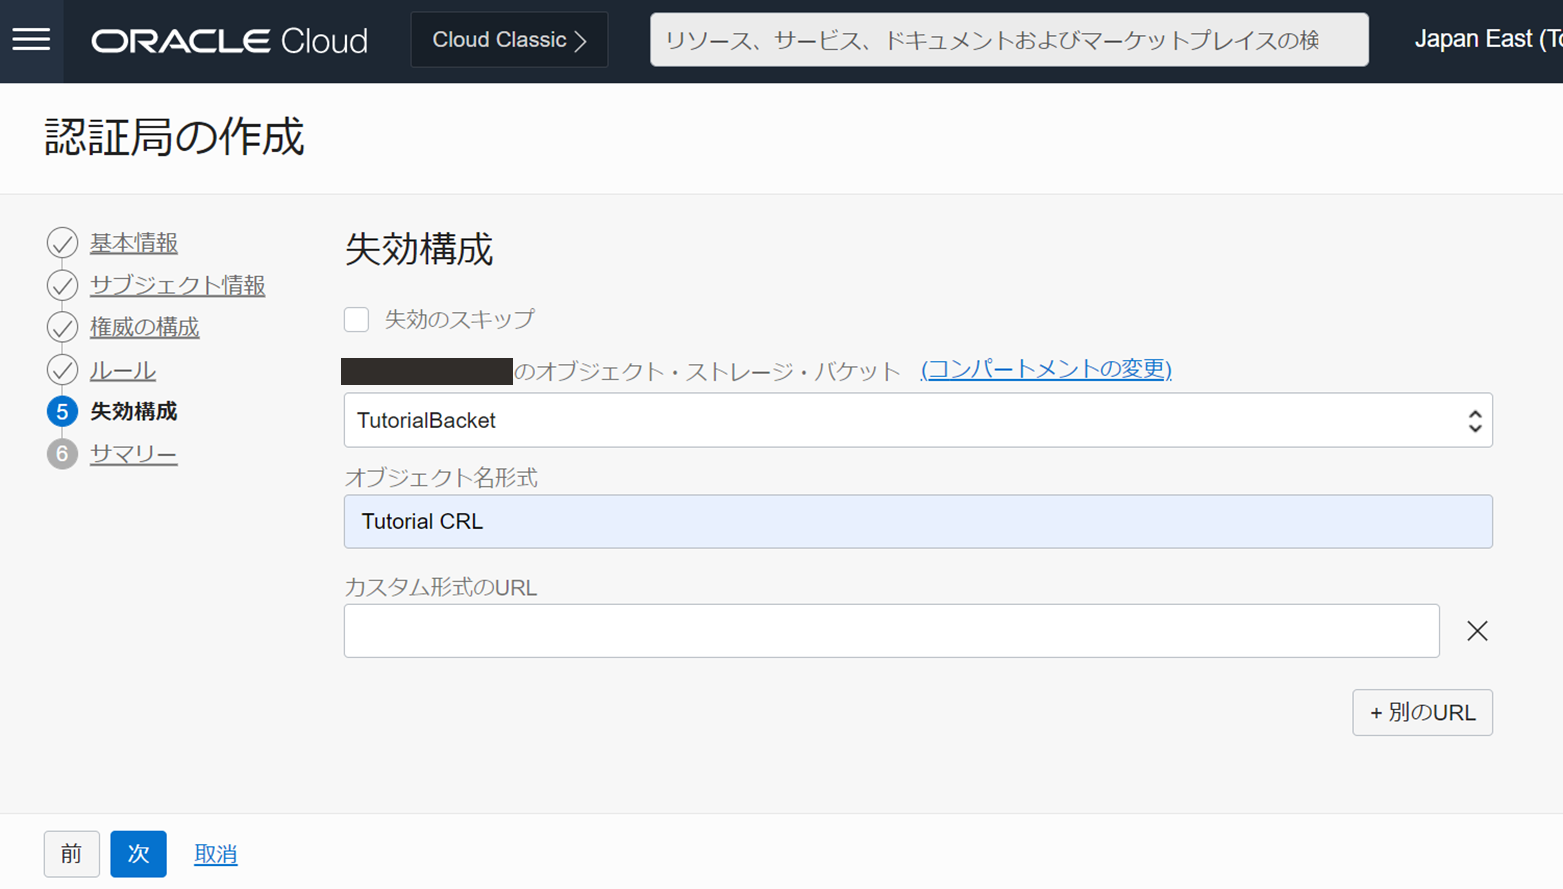 ORACLE Cloud
Cloud Classic >
リソース、サービス、ドキュメントおよびマーケットプレイスの検
Japan East (To
認証局の作成
基本情報
サブジェクト情報
権威の構成
ルール
5 失効構成
6 サマリー
失効構成
失効のスキップ
のオブジェクト・ストレージ・バケット (コンパートメントの変更)
TutorialBacket
オブジェクト名形式
Tutorial CRL
カスタム形式のURL
+ 別のURL
前 次 取消